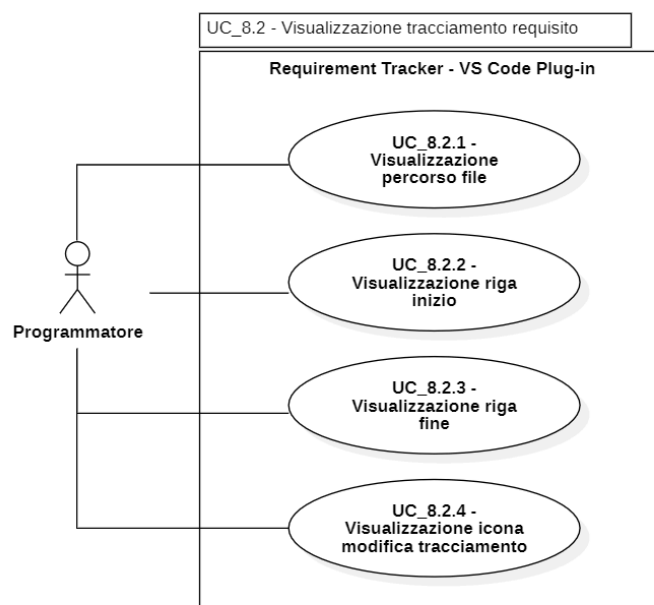 UC_8.2 - Visualizzazione tracciamento requisito
Requirement Tracker - VS Code Plug-in
UC_8.2.1 -
Visualizzazione
percorso file
UC_8.2.2 -
Visualizzazione riga
inizio
Programmatore
UC_8.2.3 -
Visualizzazione riga
fine
UC_8.2.4 -
Visualizzazione icona
modifica tracciamento